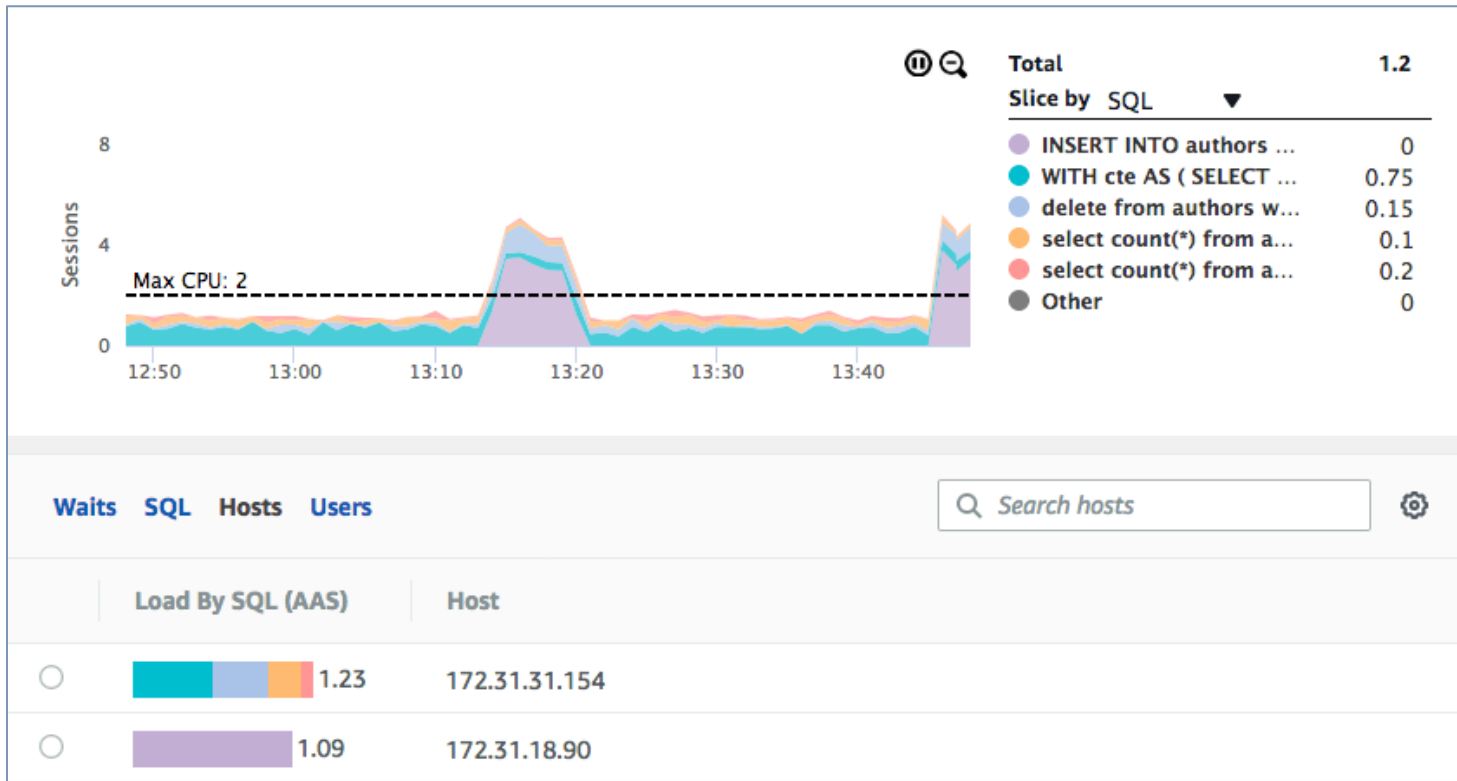 Total 1.2
Slice by SQL
8
INSERT INTO authors ... 0
WITH cte AS ( SELECT ... 0.75
delete from authors w... 0.15
Sessions
4
select count(*) from a... 0.1
select count(*) from a... 0.2
Max CPU: 2
Other 0
0
12:50 13:00 13:10 13:20 13:30 13:40
Waits SQL Hosts Users Search hosts
Load By SQL (AAS) Host
1.23 172.31.31.154
1.09 172.31.18.90